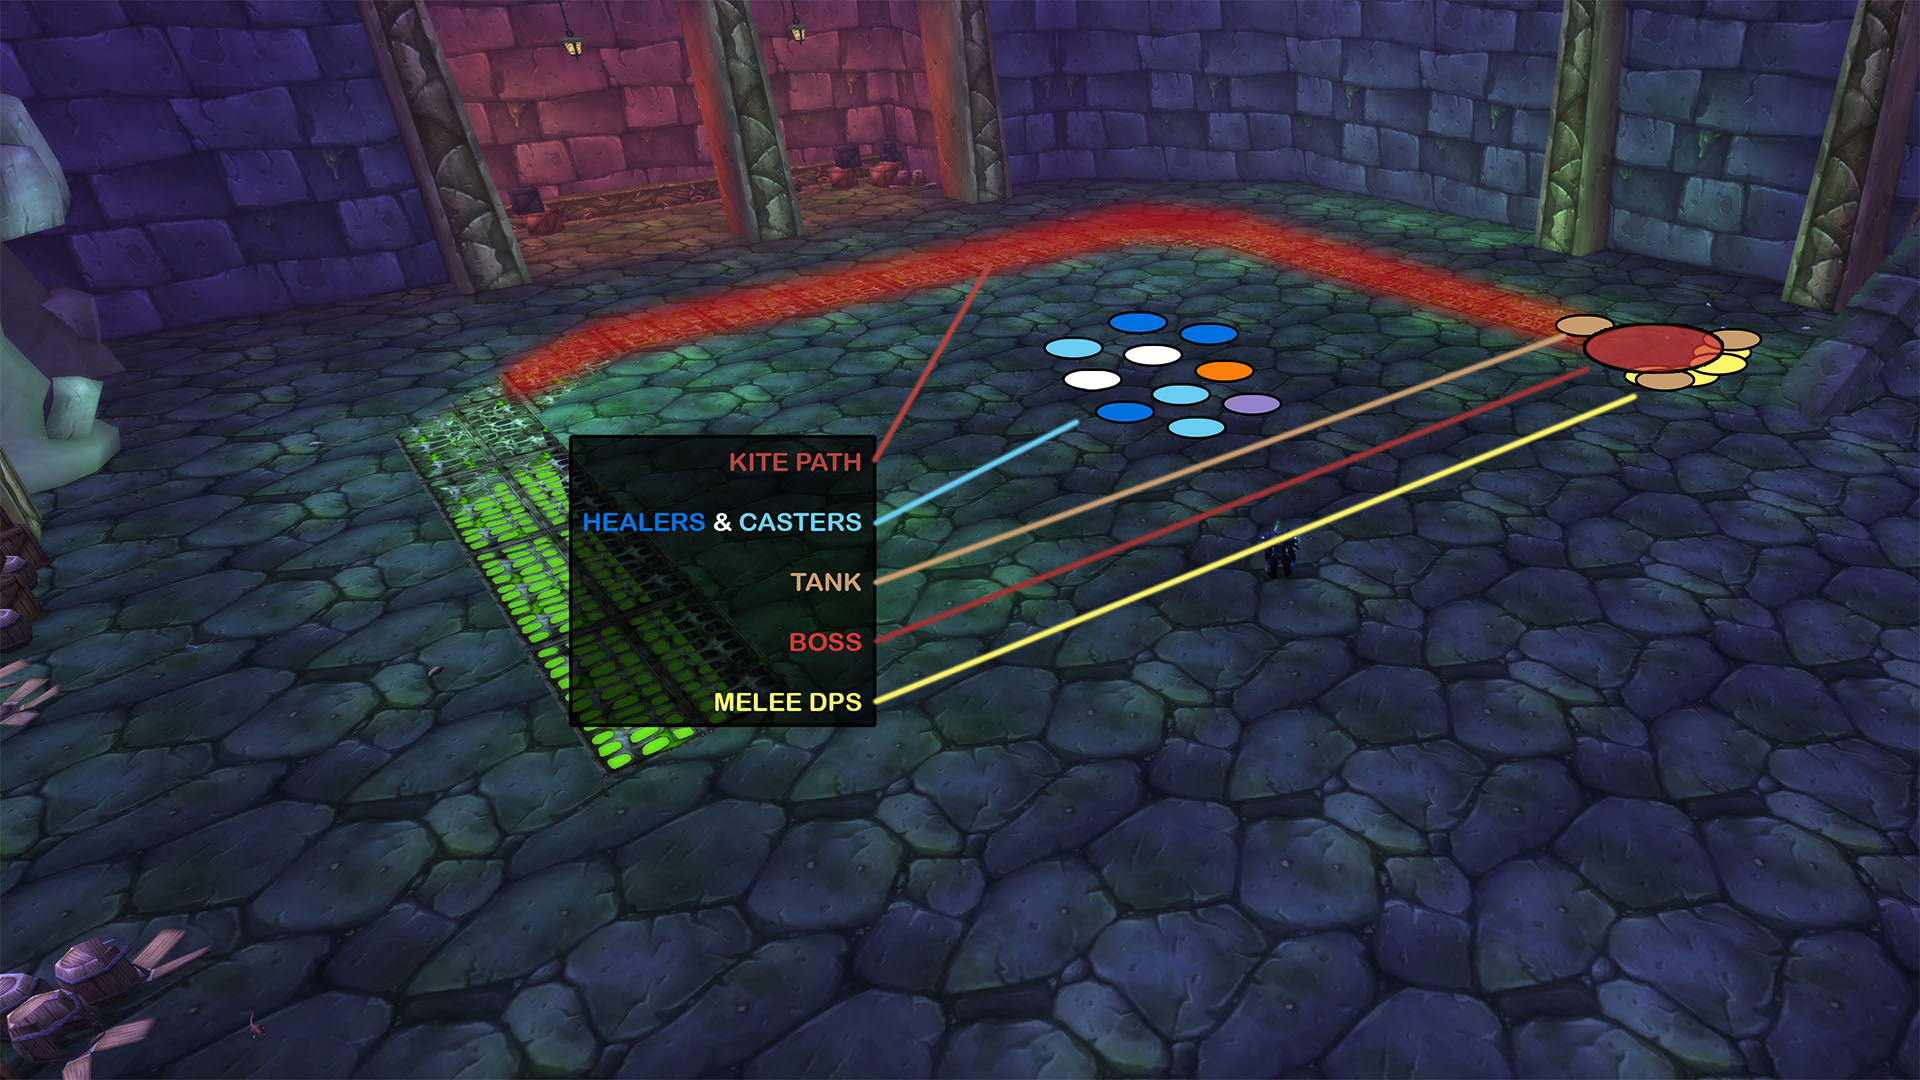 KITE PATH
HEALERS & CASTERS
TANK
BOSS
MELEE DPS